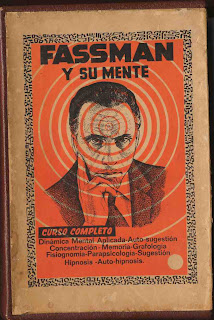 FASSMAN
Y SU MENTE
CURSO COMPLETO
Dinámica Mental Aplicada-Auto-sugestión
Concentración-Memoria-Grafología
Fisiognomía-Parapsicología-Sugestión
Hipnosis-Auto-hipnosis.